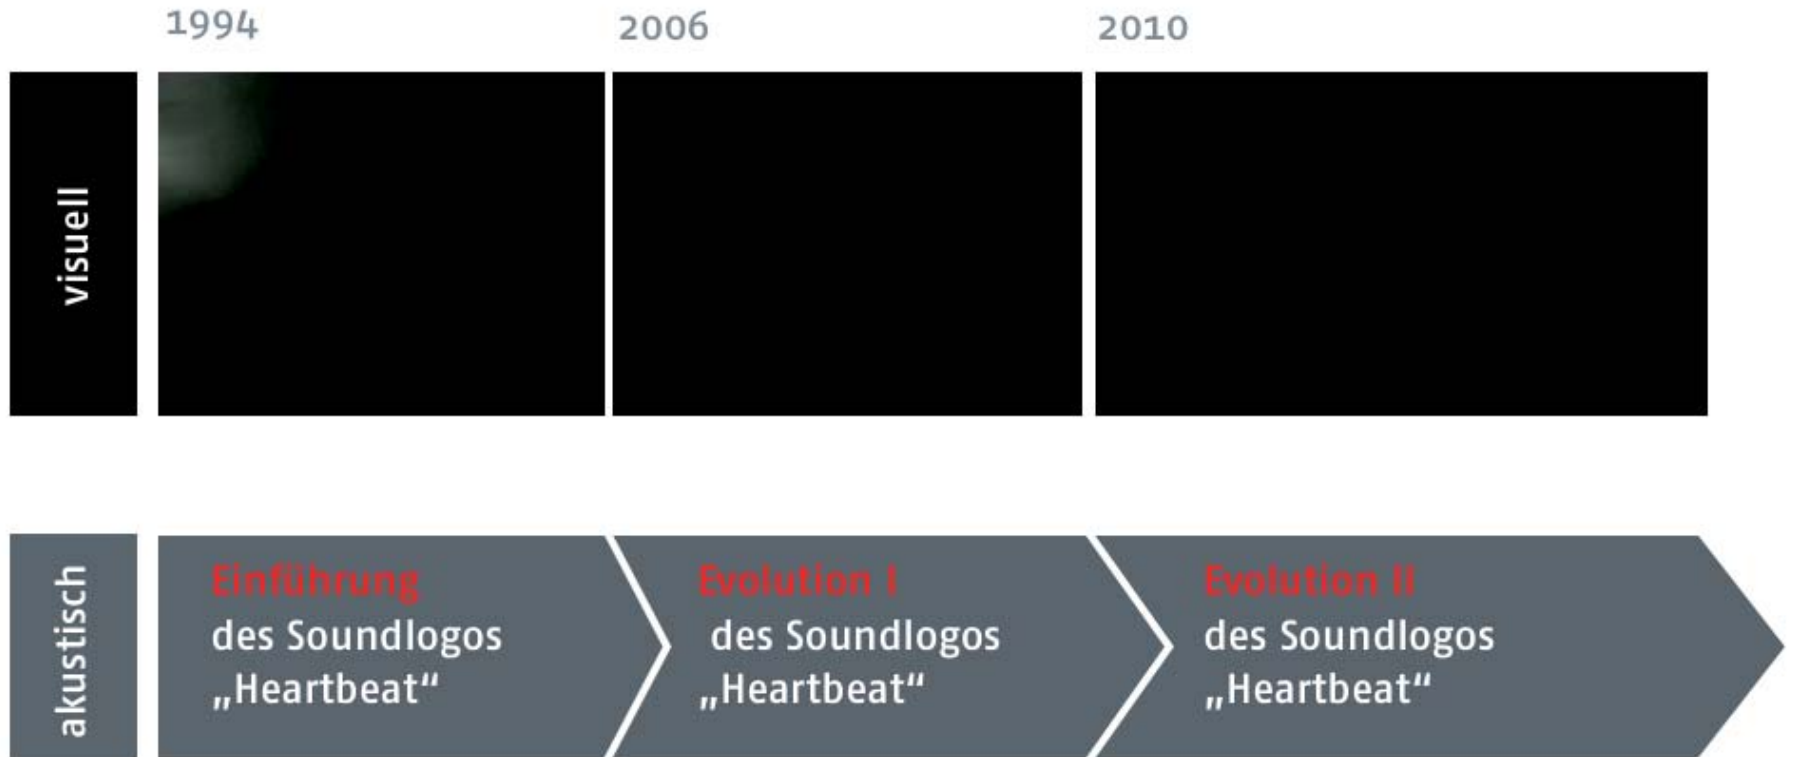 1994
2006
2010
visuell
akustisch
Einführung
des Soundlogos
„Heartbeat“
Evolution I
des Soundlogos
„Heartbeat“
Evolution II
des Soundlogos
„Heartbeat“